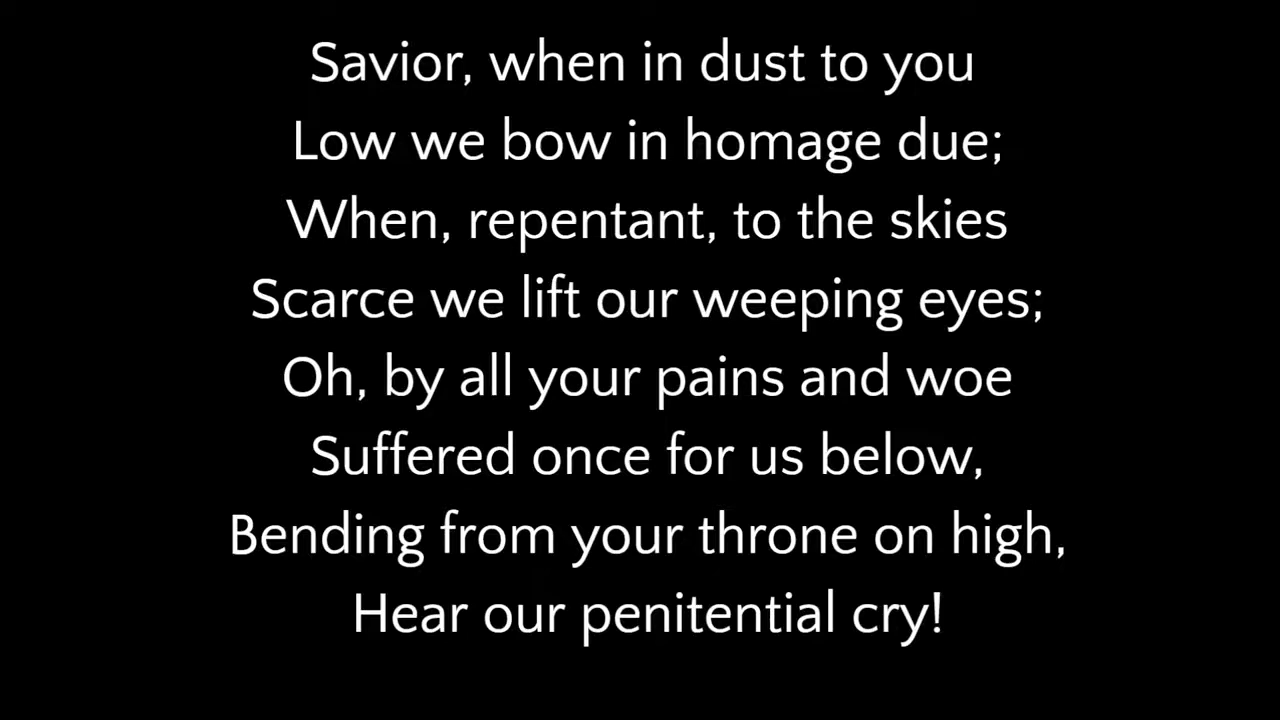 Savior, when in dust to you
Low we bow in homage due;
When, repentant, to the skies
Scarce we lift our weeping eyes;
Oh, by all your pains and woe
Suffered once for us below,
Bending from your throne on high,
Hear our penitential cry!